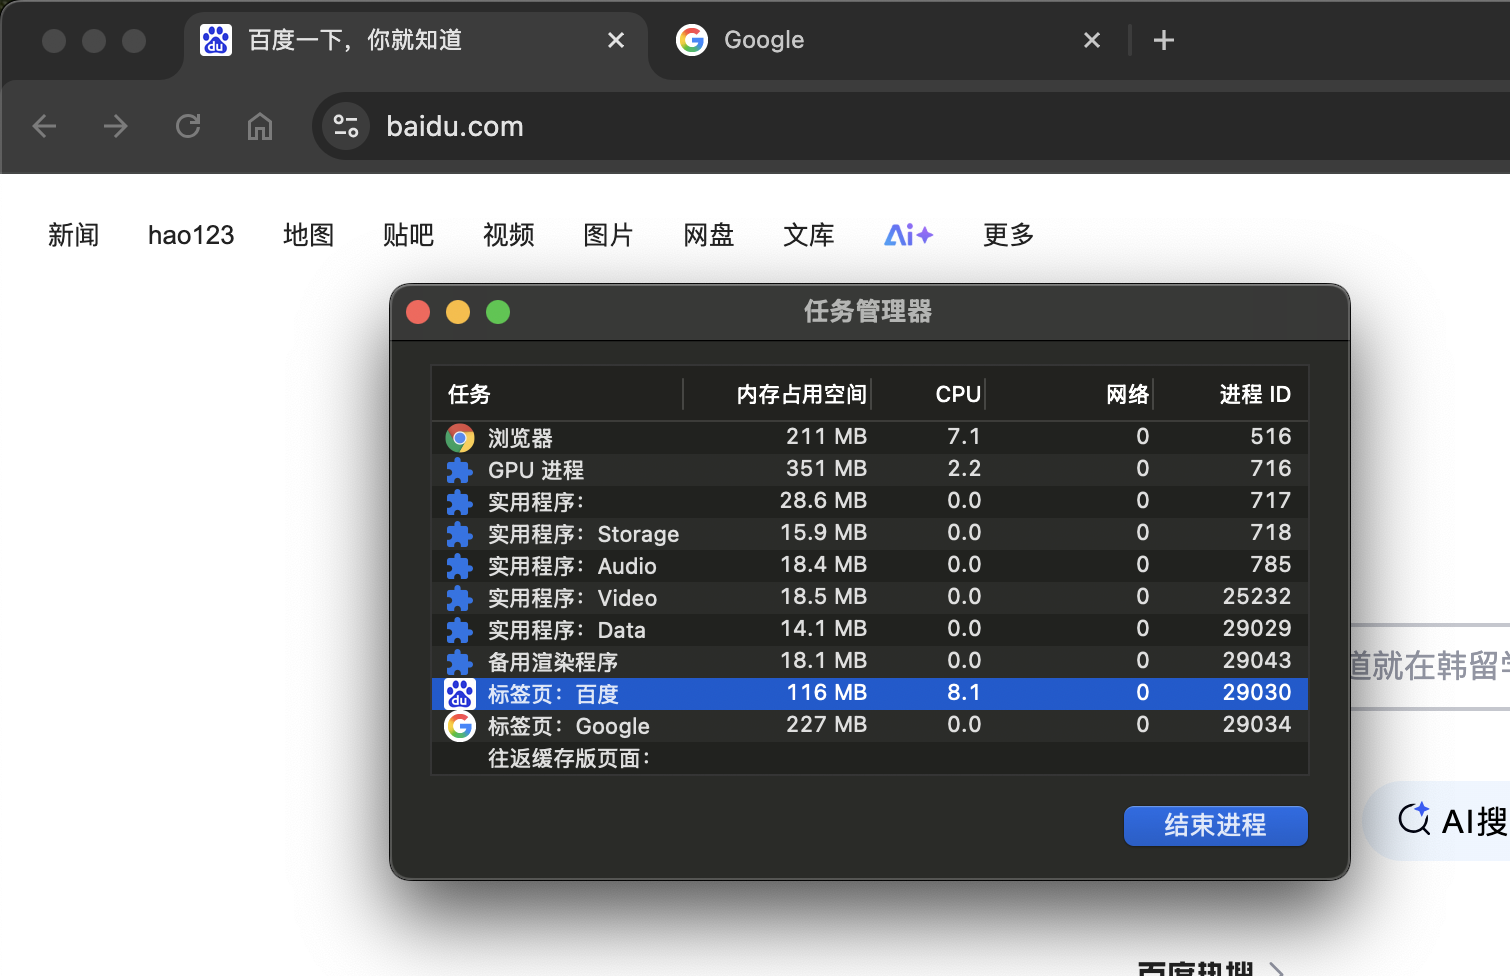 百度一下，你就知道
Google
baidu.com
新闻 hao123 地图 贴吧 视频 图片 网盘 文库 Ai+ 更多
任务管理器
任务 内存占用空间 CPU 网络 进程 ID
浏览器 211 MB 7.1 0 516
GPU 进程 351 MB 2.2 0 716
实用程序： 28.6 MB 0.0 0 717
实用程序：Storage 15.9 MB 0.0 0 718
实用程序：Audio 18.4 MB 0.0 0 785
实用程序：Video 18.5 MB 0.0 0 25232
实用程序：Data 14.1 MB 0.0 0 29029
备用渲染程序 18.1 MB 0.0 0 29043
标签页：百度 116 MB 8.1 0 29030
标签页：Google 227 MB 0.0 0 29034
往返缓存版页面：
道就在韩留学
结束进程
AI搜
百度热搜